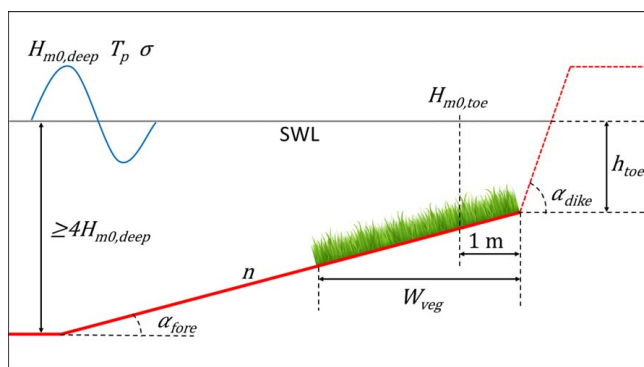 H_{m0,deep} T_p σ
H_{m0,toe}
SWL
h_{toe}
α_{dike}
≥4H_{m0,deep}
1 m
n
W_{veg}
α_{fore}